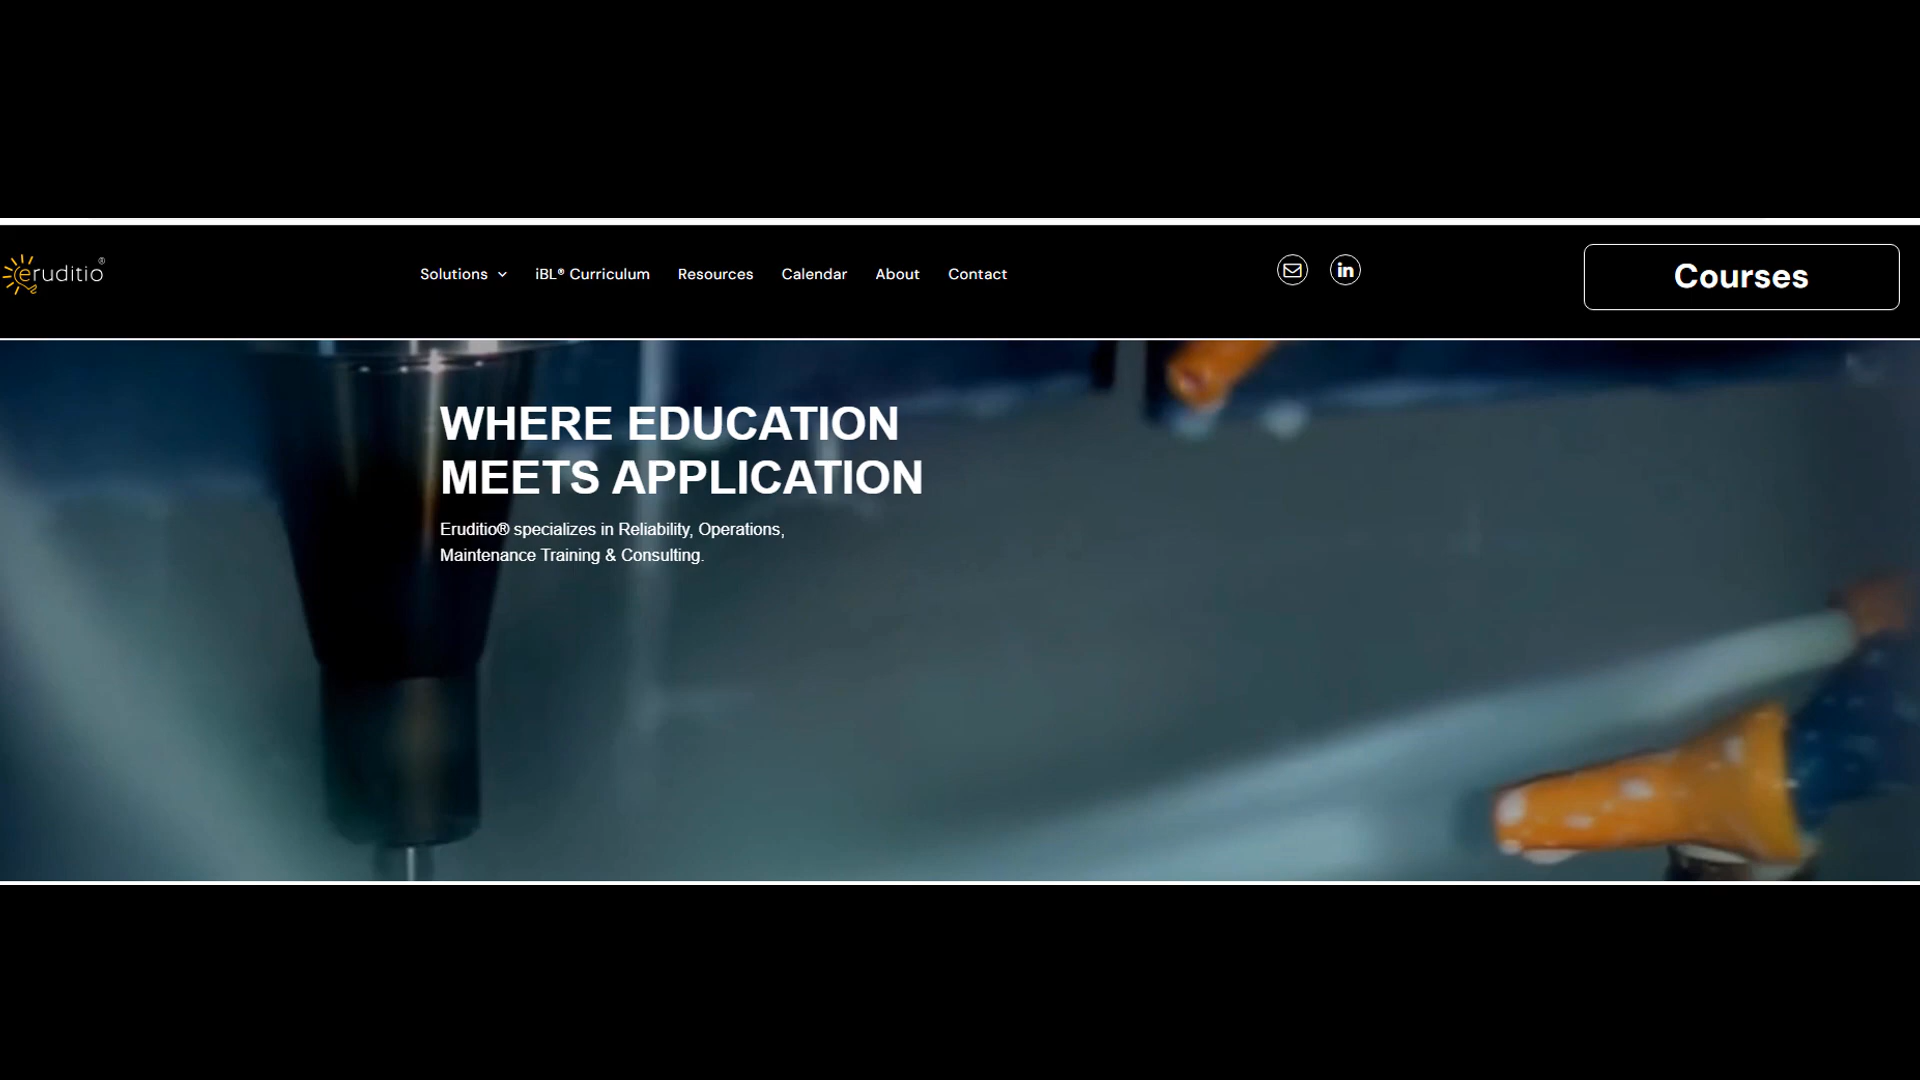 eruditio®
Solutions
iBL® Curriculum
Resources
Calendar
About
Contact
in
Courses
WHERE EDUCATION
MEETS APPLICATION
Eruditio® specializes in Reliability, Operations,
Maintenance Training & Consulting.